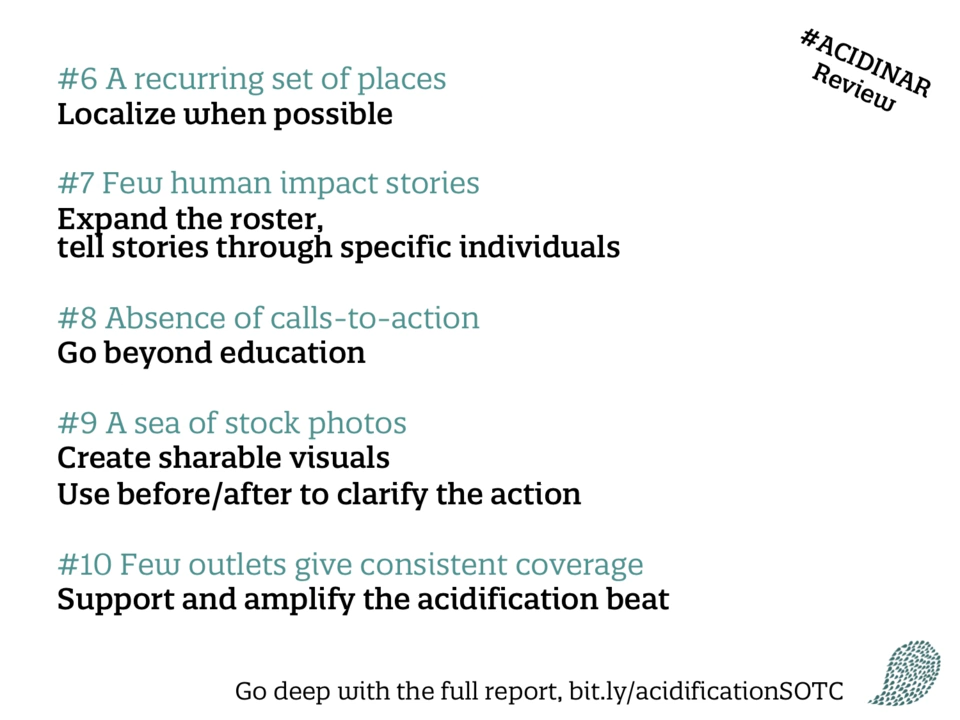 #ACIDINAR
Review
#6 A recurring set of places
Localize when possible
#7 Few human impact stories
Expand the roster,
tell stories through specific individuals
#8 Absence of calls-to-action
Go beyond education
#9 A sea of stock photos
Create sharable visuals
Use before/after to clarify the action
#10 Few outlets give consistent coverage
Support and amplify the acidification beat
Go deep with the full report, bit.ly/acidificationSOTC